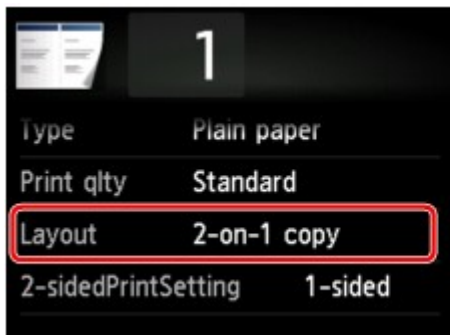 1
Type Plain paper
Print qlty Standard
Layout 2-on-1 copy
2-sidedPrintSetting 1-sided